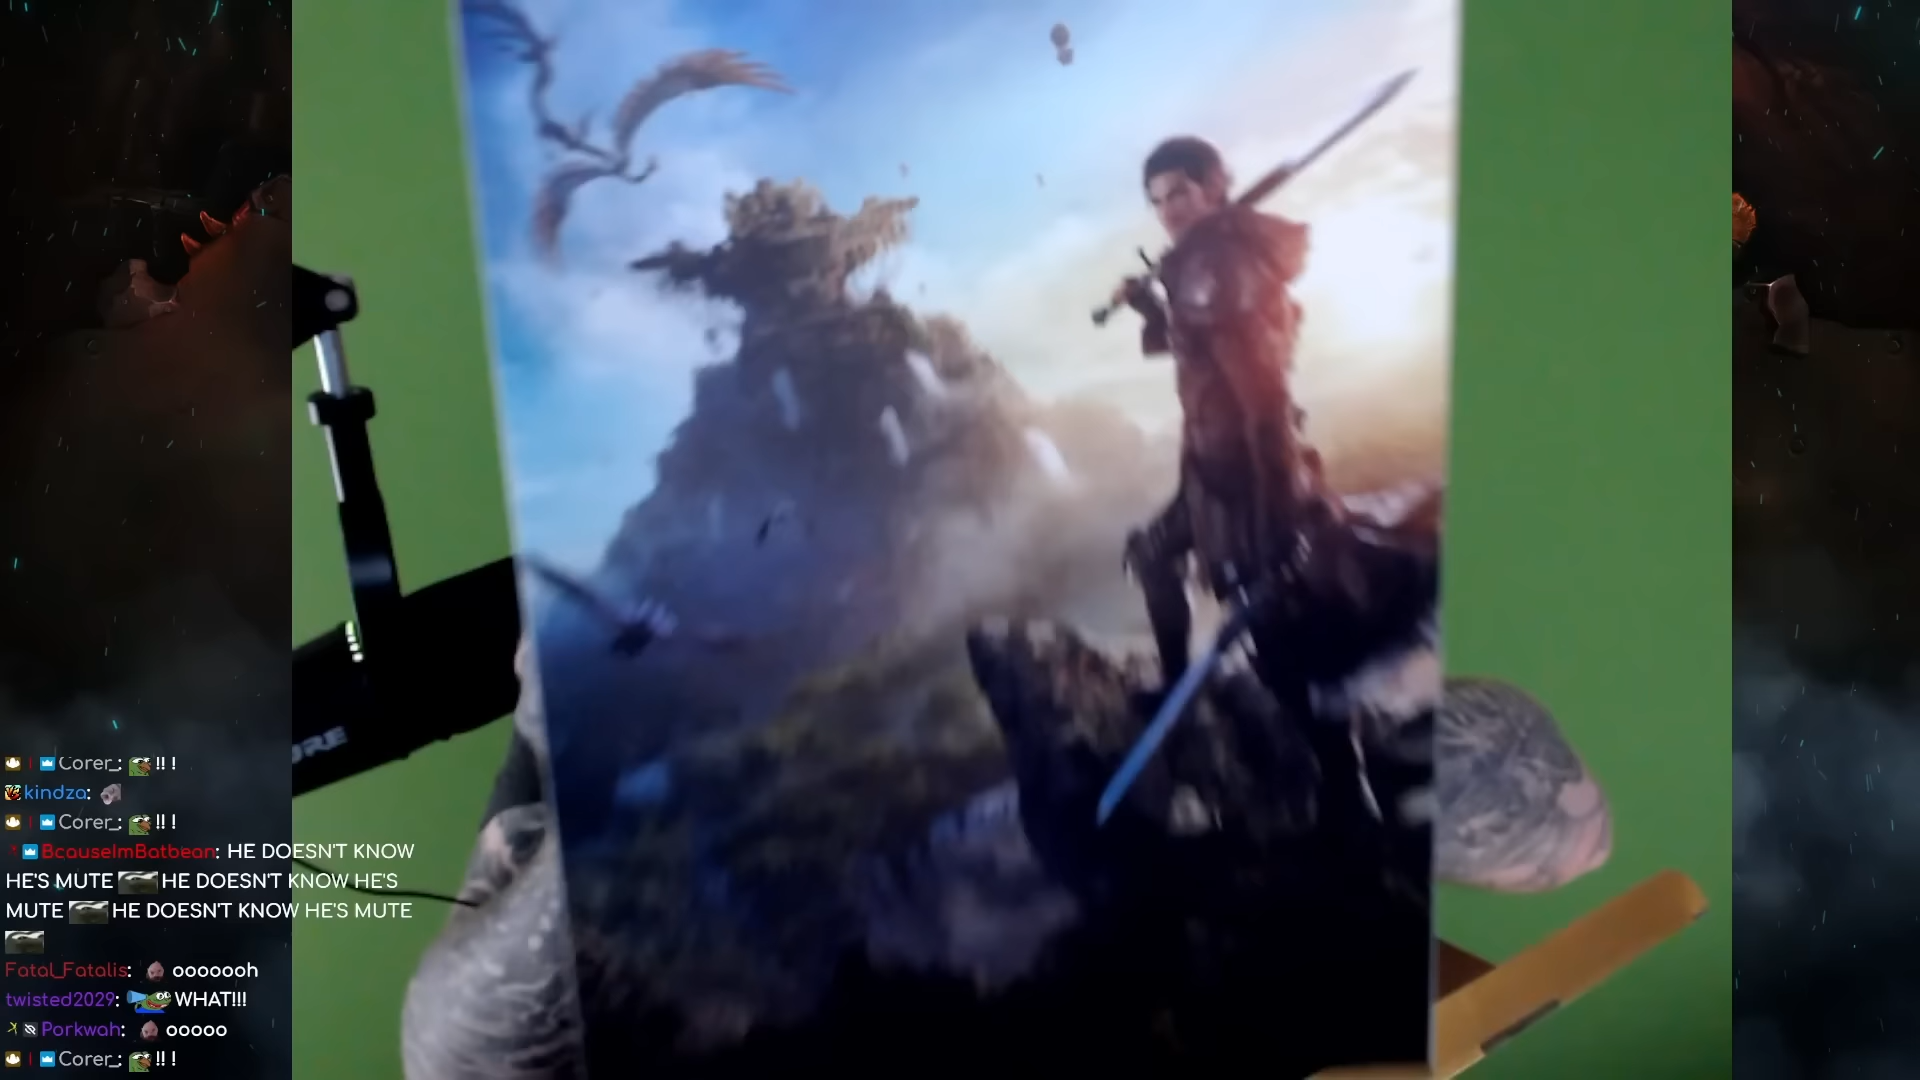 Corer_: !! !
kindza:
Corer_: !! !
BcauseImBatbean: HE DOESN'T KNOW
HE'S MUTE HE DOESN'T KNOW HE'S
MUTE HE DOESN'T KNOW HE'S MUTE
Fatal_Fatalis: ooooooh
twisted2029: WHAT!!!
Porkwah: ooooo
Corer_: !! !